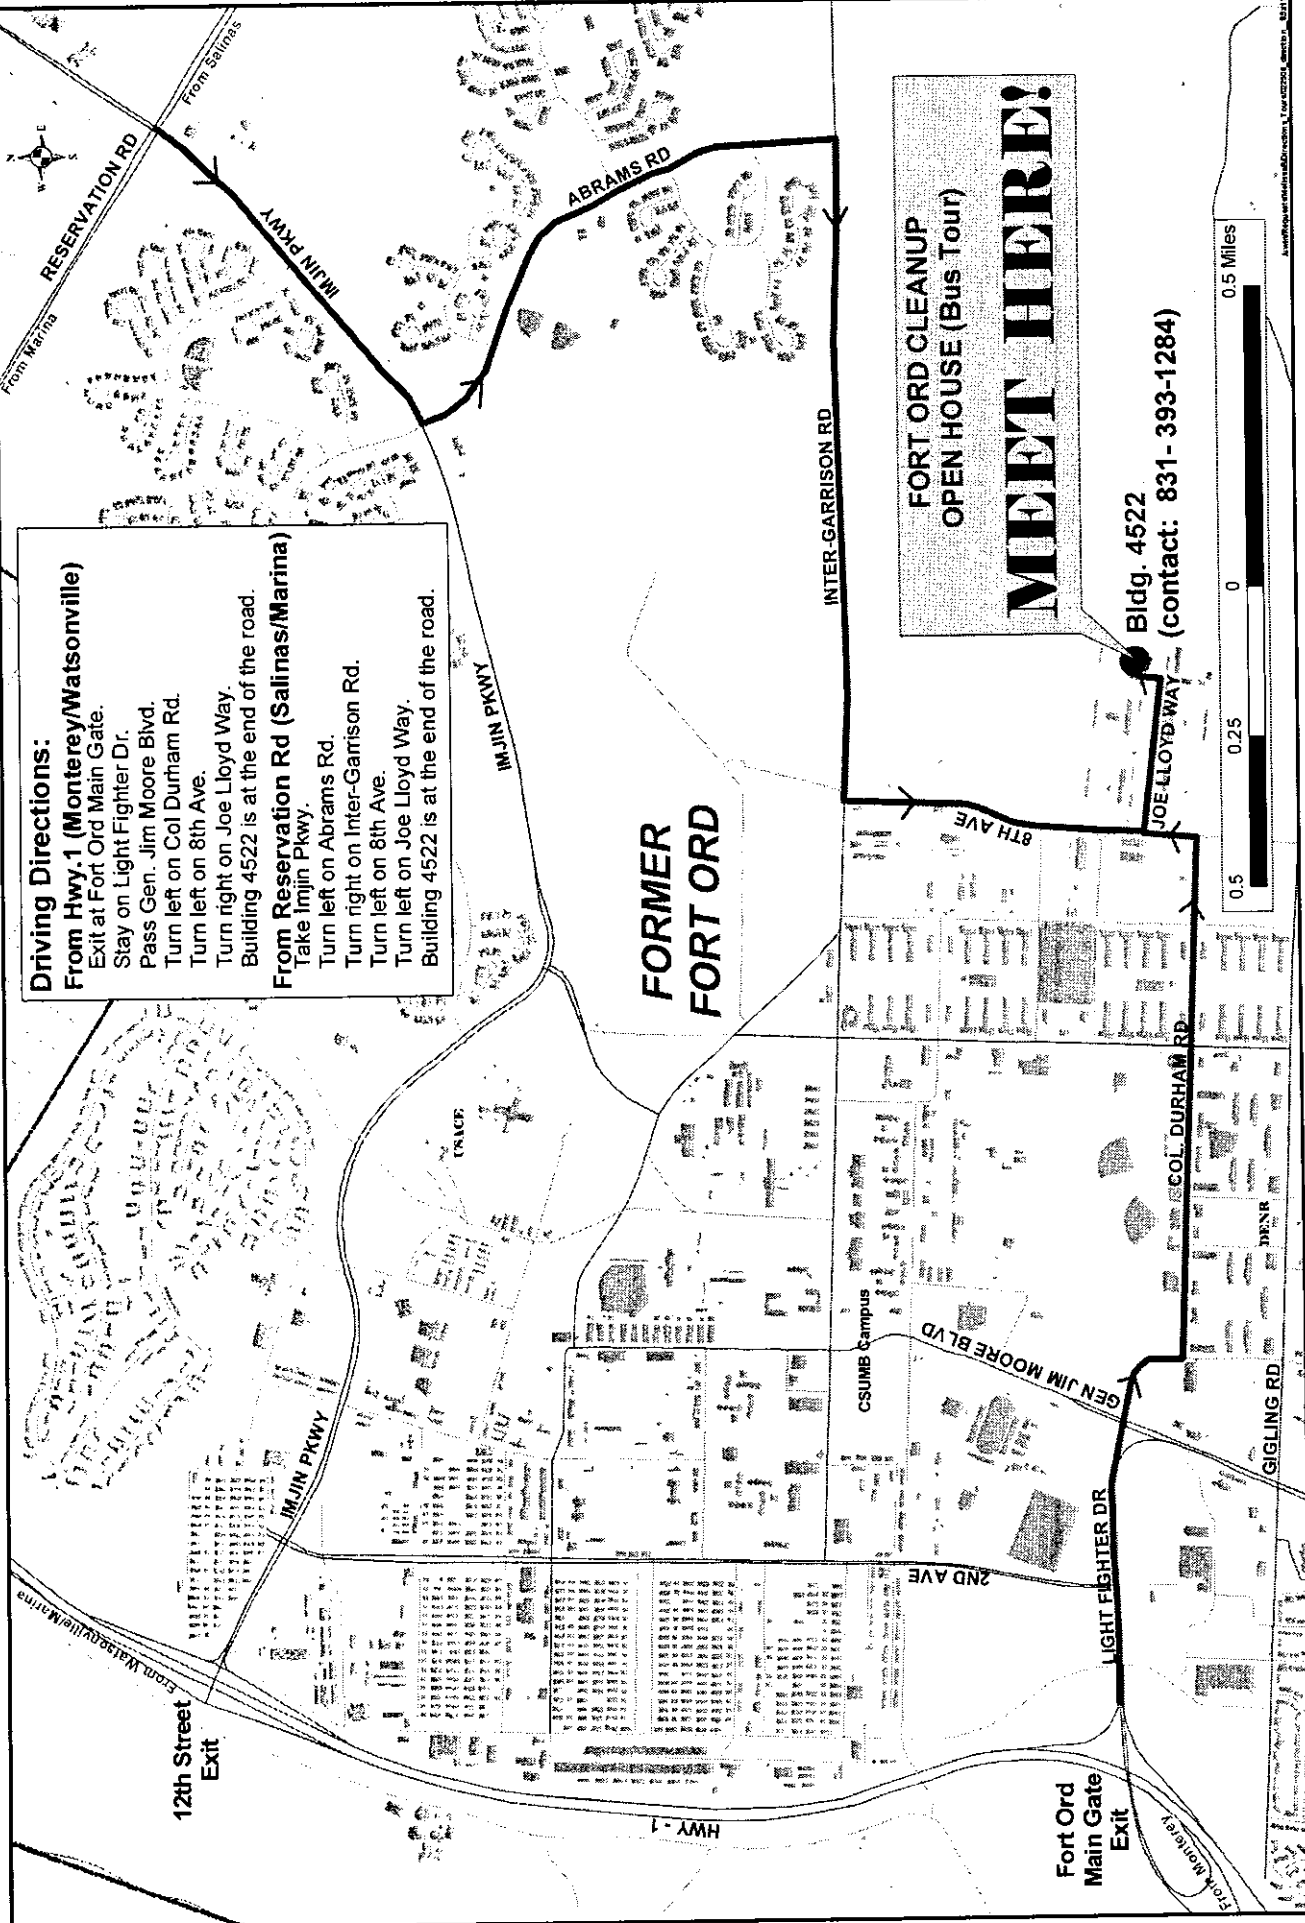 Driving Directions:
From Hwy.1 (Monterey/Watsonville)
Exit at Fort Ord Main Gate.
Stay on Light Fighter Dr.
Pass Gen. Jim Moore Blvd.
Turn left on Col Durham Rd.
Turn left on 8th Ave.
Turn right on Joe Lloyd Way.
Building 4522 is at the end of the road.
From Reservation Rd (Salinas/Marina)
Take Imjin Pkwy.
Turn left on Abrams Rd.
Turn right on Inter-Garrison Rd.
Turn left on 8th Ave.
Turn left on Joe Lloyd Way.
Building 4522 is at the end of the road.
From Marina
RESERVATION RD
From Salinas
N
E
S
W
IMJIN PKWY
ABRAMS RD
IMJIN PKWY
IMJIN PKWY
From Watsonville/Marina
12th Street
Exit
USACE
FORMER
FORT ORD
INTER-GARRISON RD
FORT ORD CLEANUP
OPEN HOUSE (Bus Tour)
MEET HERE!
Bldg. 4522
(contact: 831- 393-1284)
JOE LLOYD WAY
8TH AVE
CSUMB Campus
GEN JIM MOORE BLVD
2ND AVE
HWY - 1
LIGHT FIGHTER DR
COL. DURHAM RD
DENR
GIGLING RD
Fort Ord
Main Gate
Exit
From Monterey
0.5
0.25
0
0.5 Miles